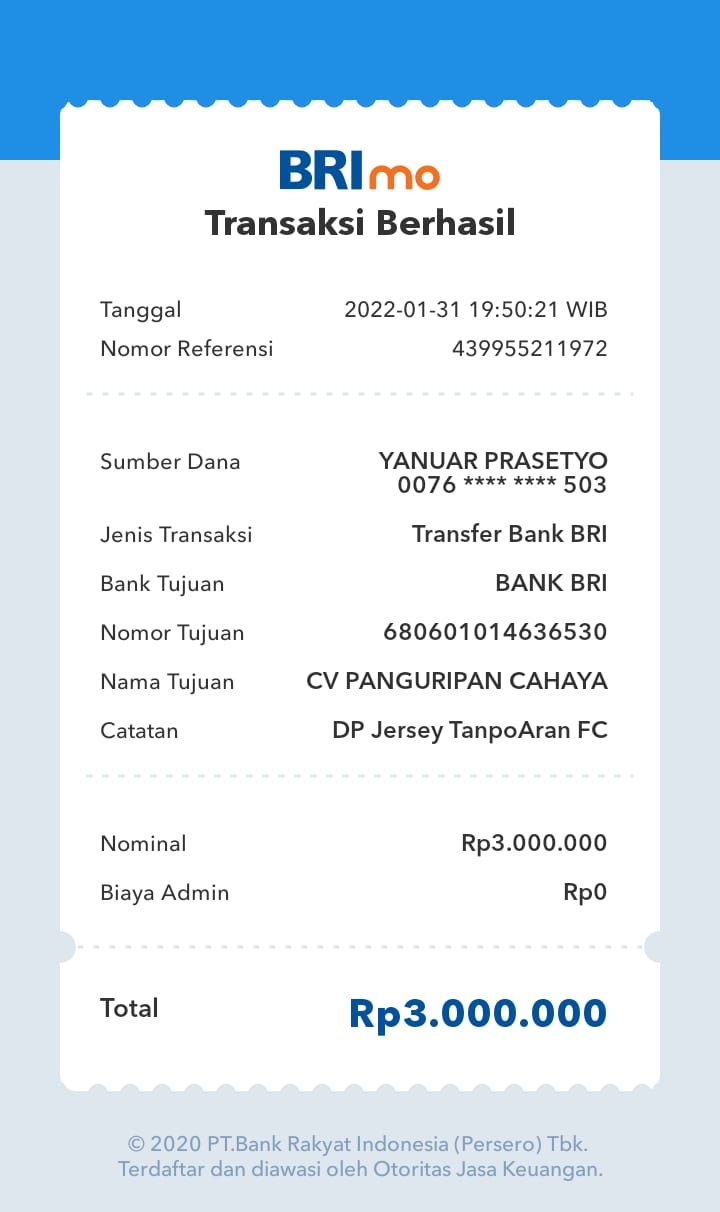 BRImo
Transaksi Berhasil
Tanggal 2022-01-31 19:50:21 WIB
Nomor Referensi 439955211972
Sumber Dana YANUAR PRASETYO
0076 **** **** 503
Jenis Transaksi Transfer Bank BRI
Bank Tujuan BANK BRI
Nomor Tujuan 680601014636530
Nama Tujuan CV PANGURIPAN CAHAYA
Catatan DP Jersey TanpoAran FC
Nominal Rp3.000.000
Biaya Admin Rp0
Total Rp3.000.000
© 2020 PT.Bank Rakyat Indonesia (Persero) Tbk.
Terdaftar dan diawasi oleh Otoritas Jasa Keuangan.